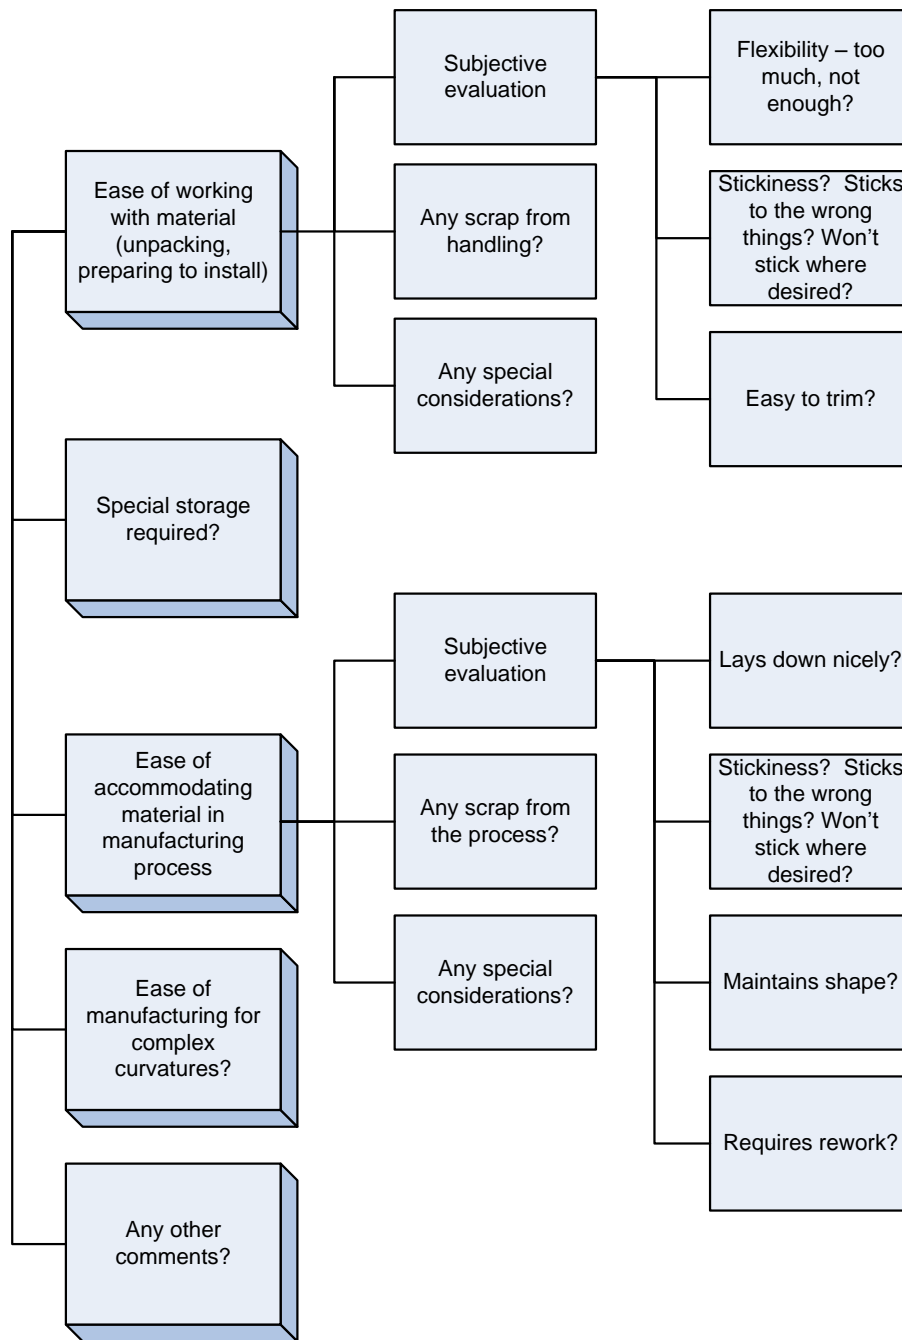 Ease of working
with material
(unpacking,
preparing to install)
Subjective
evaluation
Flexibility – too
much, not
enough?
Stickiness?  Sticks
to the wrong
things? Won’t
stick where
desired?
Easy to trim?
Any scrap from
handling?
Any special
considerations?
Special storage
required?
Ease of
accommodating
material in
manufacturing
process
Subjective
evaluation
Lays down nicely?
Stickiness?  Sticks
to the wrong
things? Won’t
stick where
desired?
Maintains shape?
Requires rework?
Any scrap from
the process?
Any special
considerations?
Ease of
manufacturing for
complex
curvatures?
Any other
comments?